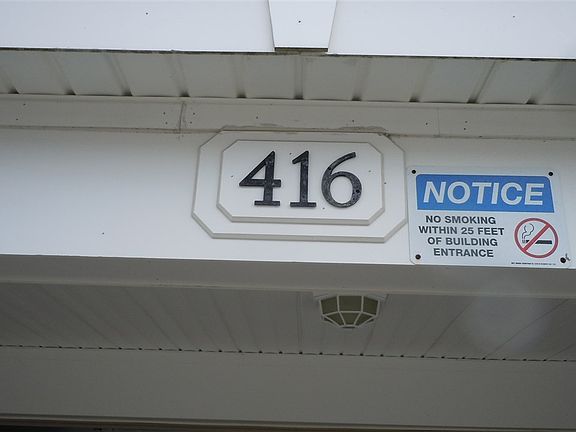 416
NOTICE
NO SMOKING
WITHIN 25 FEET
OF BUILDING
ENTRANCE